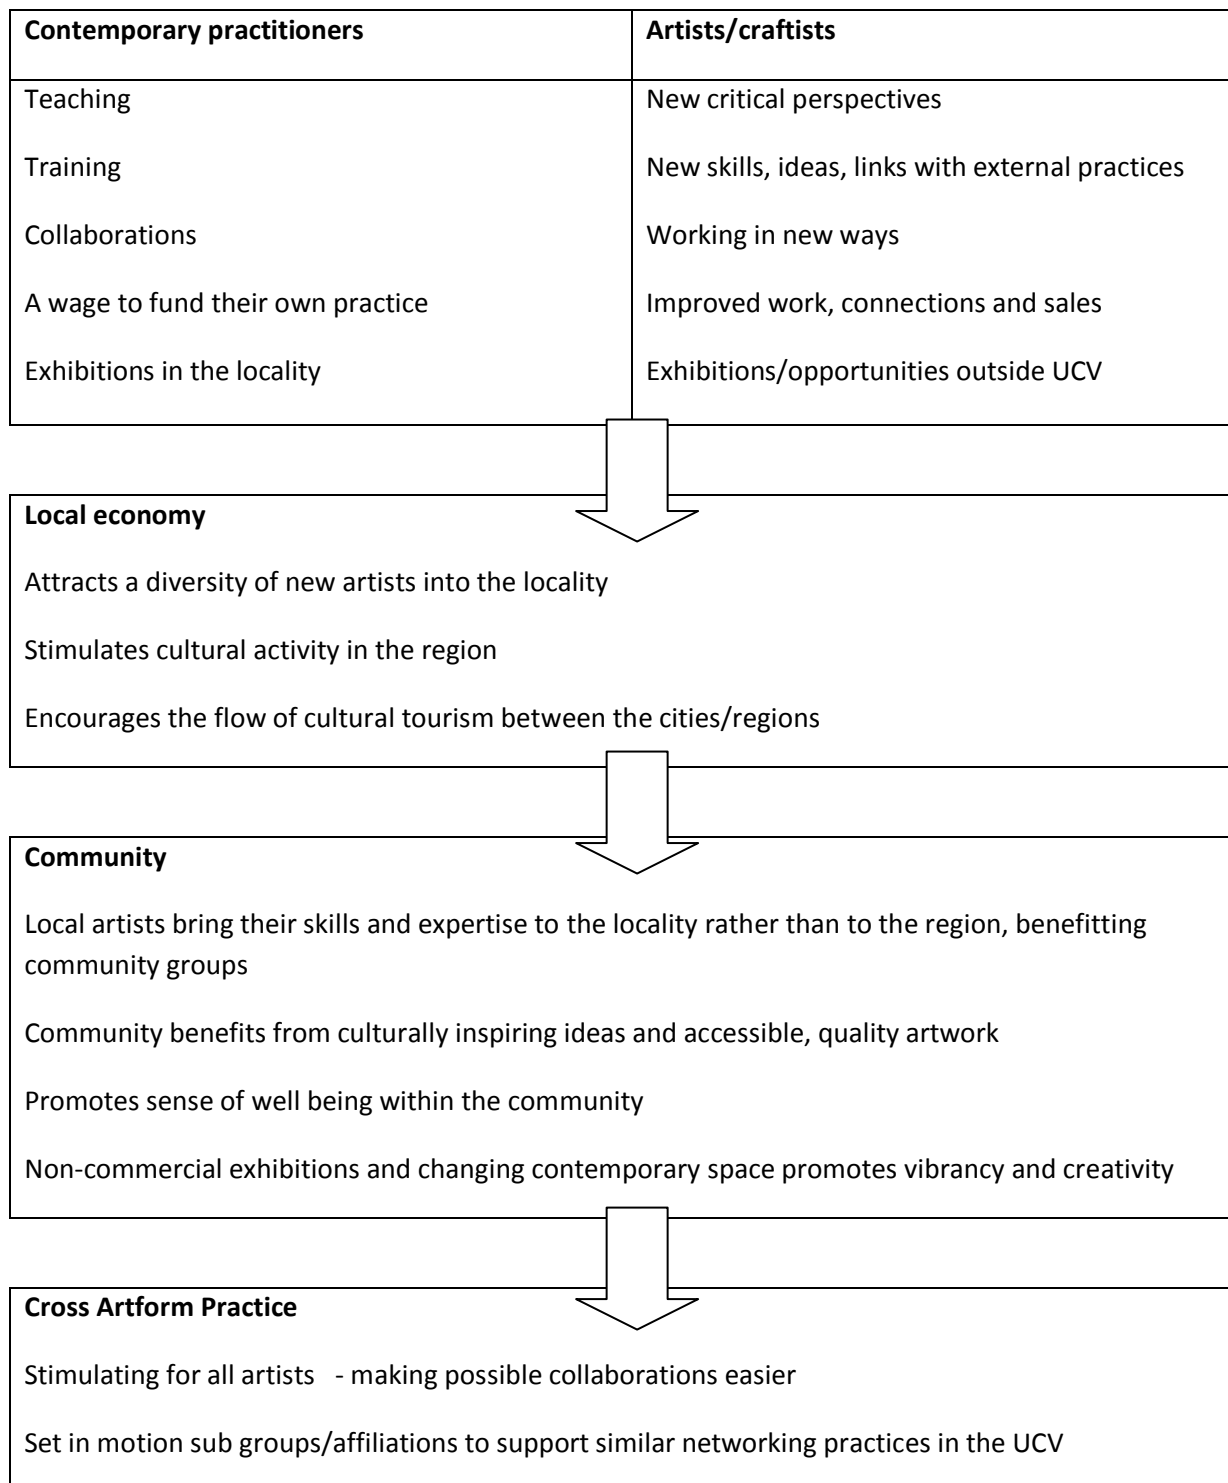 Contemporary practitioners
Artists/craftists
Teaching
Training
Collaborations
A wage to fund their own practice
Exhibitions in the locality
New critical perspectives
New skills, ideas, links with external practices
Working in new ways
Improved work, connections and sales
Exhibitions/opportunities outside UCV
Local economy
Attracts a diversity of new artists into the locality
Stimulates cultural activity in the region
Encourages the flow of cultural tourism between the cities/regions
Community
Local artists bring their skills and expertise to the locality rather than to the region, benefitting
community groups
Community benefits from culturally inspiring ideas and accessible, quality artwork
Promotes sense of well being within the community
Non-commercial exhibitions and changing contemporary space promotes vibrancy and creativity
Cross Artform Practice
Stimulating for all artists   - making possible collaborations easier
Set in motion sub groups/affiliations to support similar networking practices in the UCV